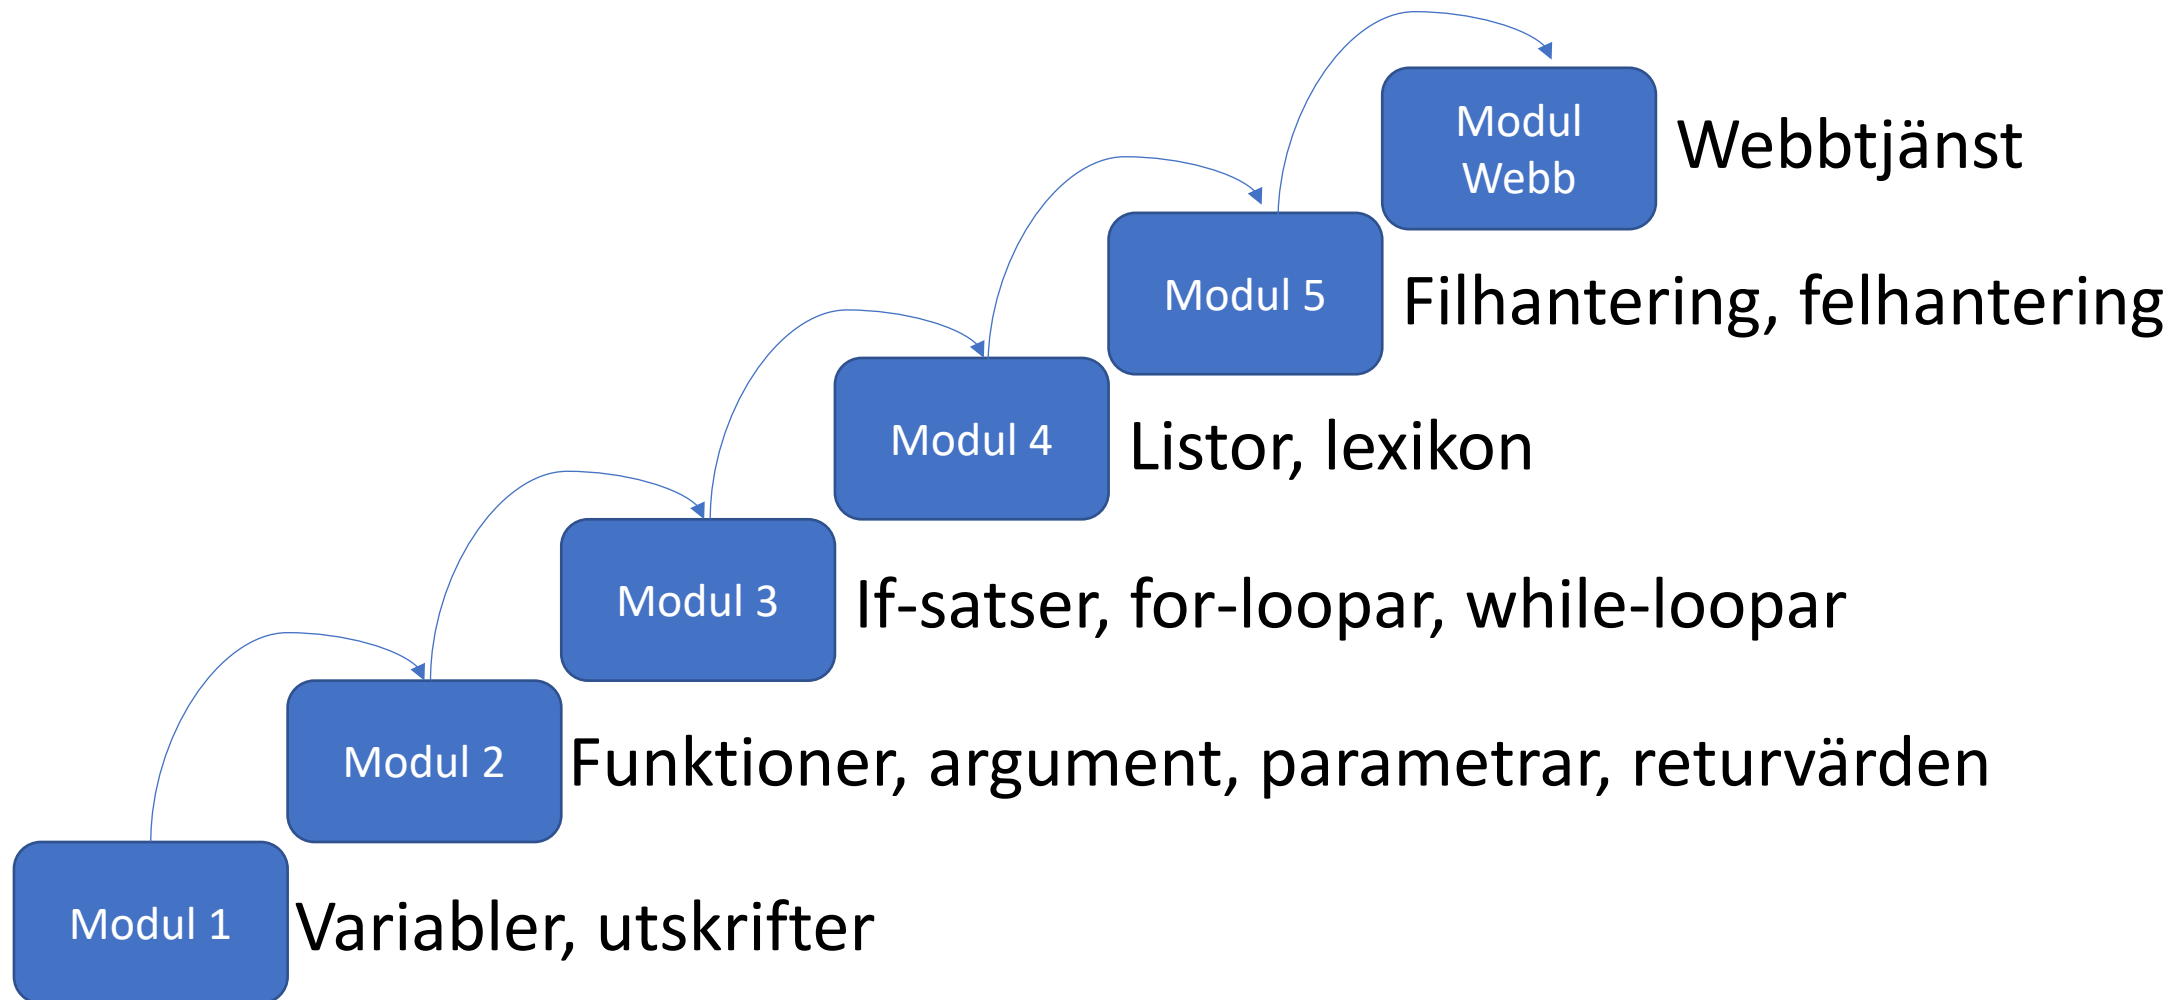 Modul
Webb
Webbtjänst
Modul 5
Filhantering, felhantering
Modul 4
Listor, lexikon
Modul 3
If-satser, for-loopar, while-loopar
Modul 2
Funktioner, argument, parametrar, returvärden
Modul 1
Variabler, utskrifter